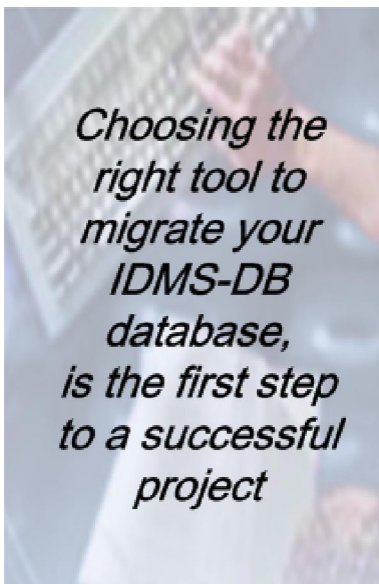 Choosing the
right tool to
migrate your
IDMS-DB
database,
is the first step
to a successful
project